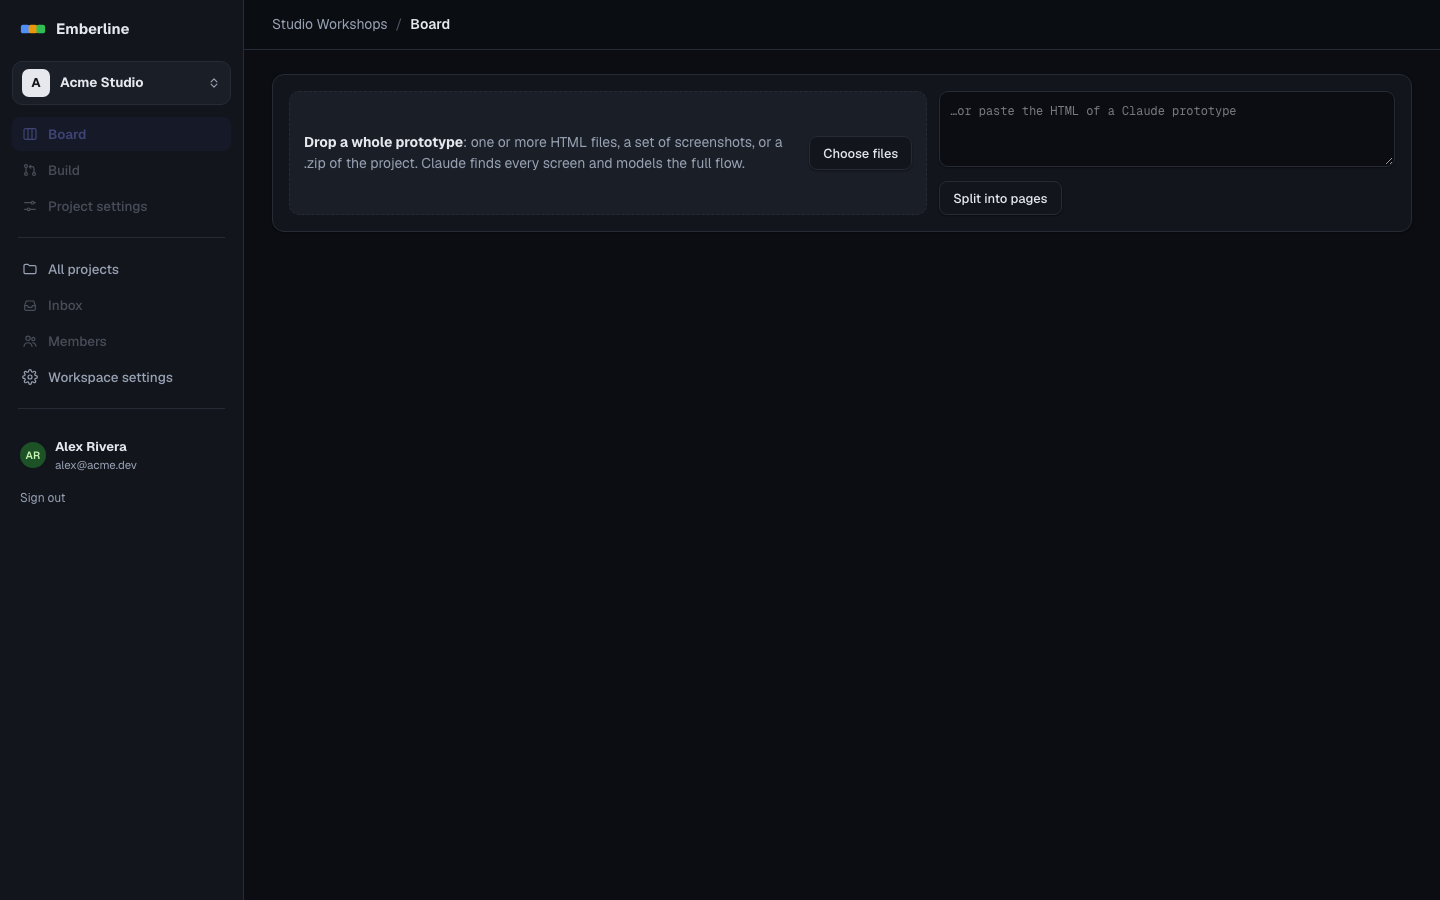 Emberline
Studio Workshops / Board
A Acme Studio
Board
Build
Project settings
All projects
Inbox
Members
Workspace settings
AR Alex Rivera
alex@acme.dev
Sign out
Drop a whole prototype: one or more HTML files, a set of screenshots, or a
.zip of the project. Claude finds every screen and models the full flow.
Choose files
…or paste the HTML of a Claude prototype
Split into pages